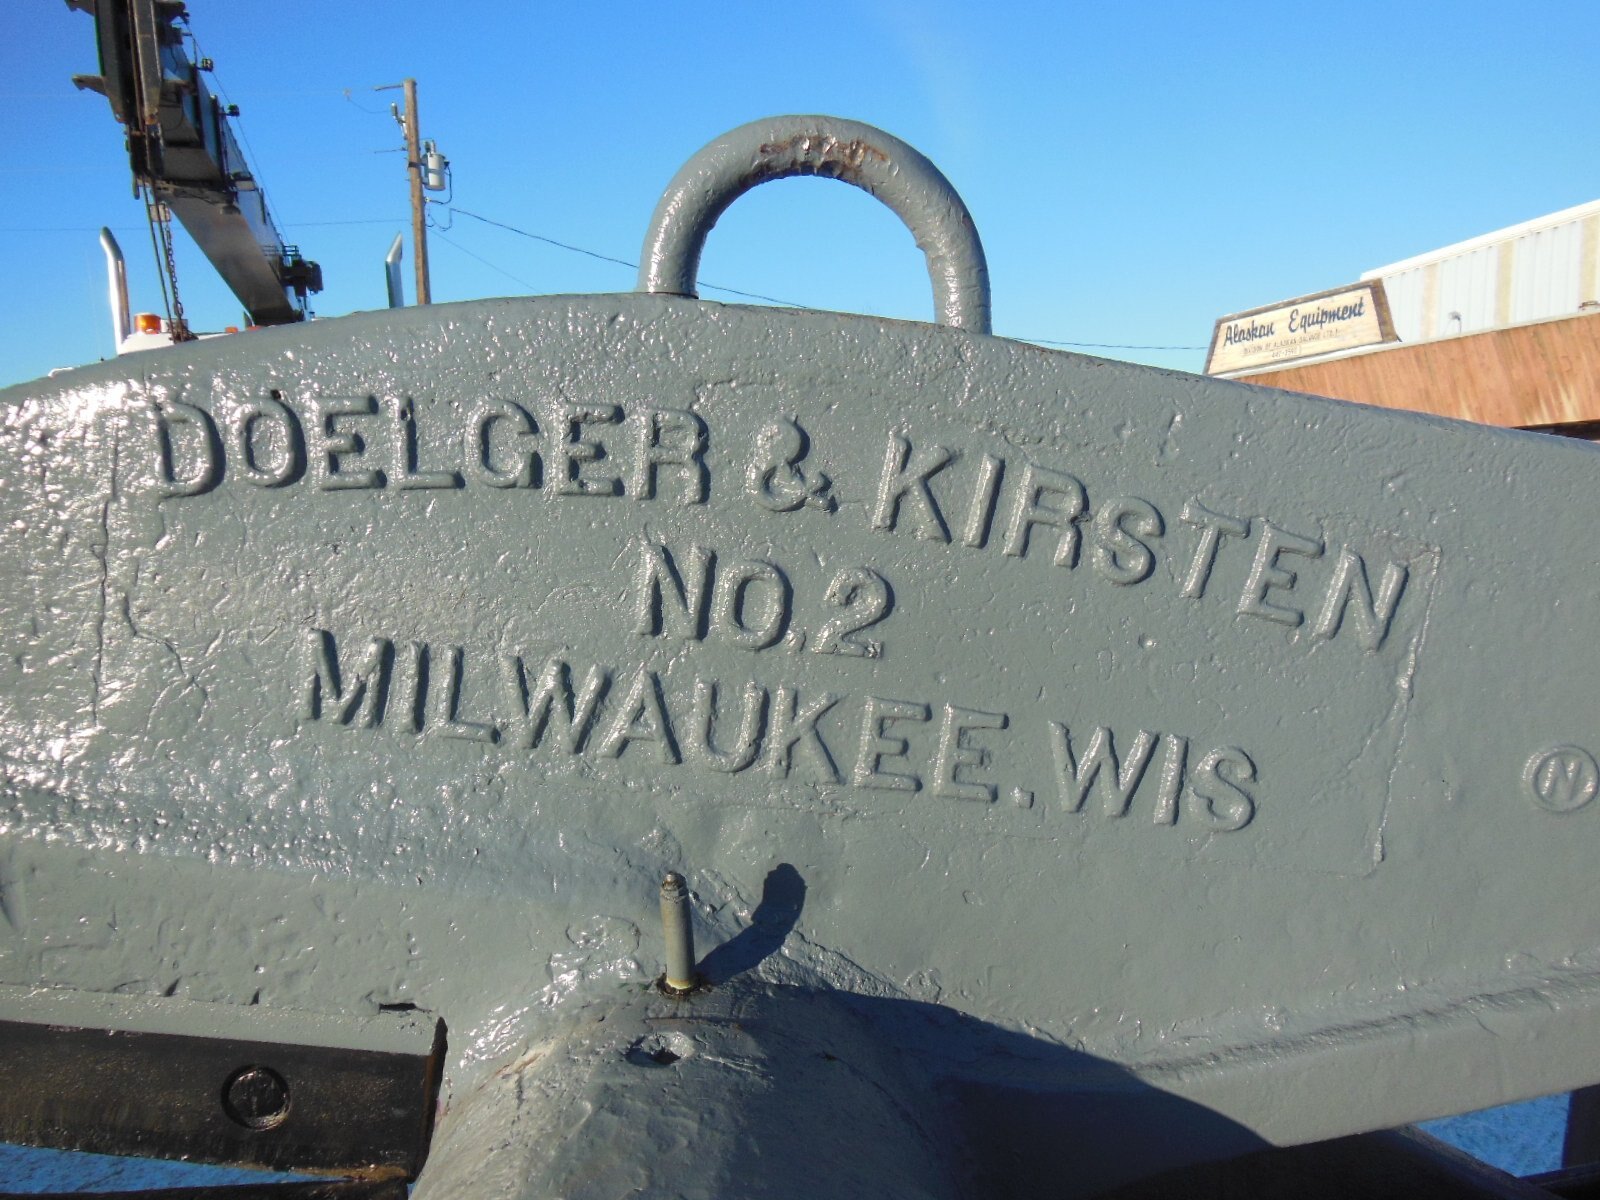 Alaskan Equipment
DOELGER & KIRSTEN
NO.2
MILWAUKEE.WIS
N